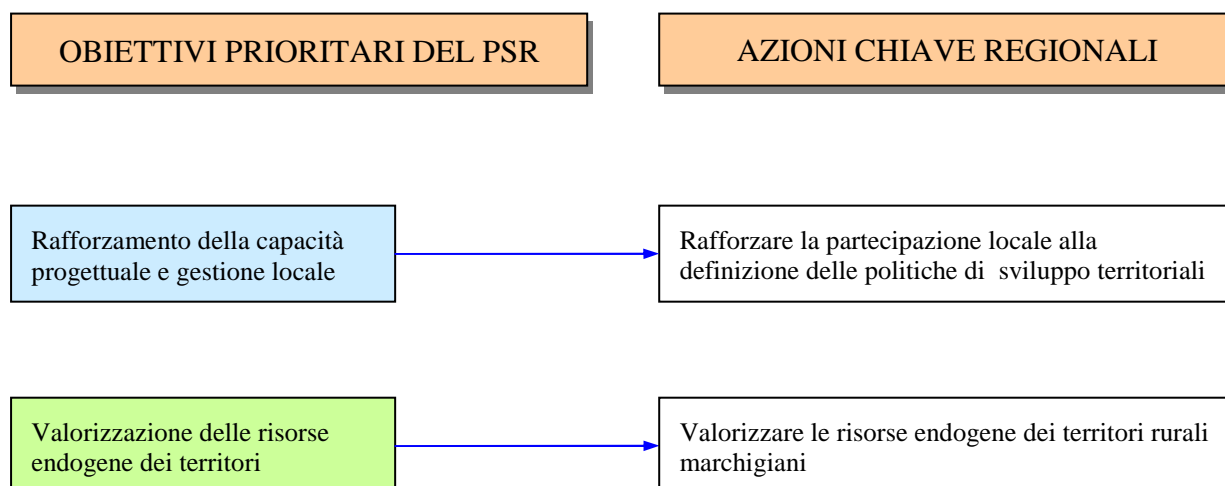 OBIETTIVI PRIORITARI DEL PSR
AZIONI CHIAVE REGIONALI
Rafforzamento della capacità
progettuale e gestione locale
Rafforzare la partecipazione locale alla
definizione delle politiche di sviluppo territoriali
Valorizzazione delle risorse
endogene dei territori
Valorizzare le risorse endogene dei territori rurali
marchigiani